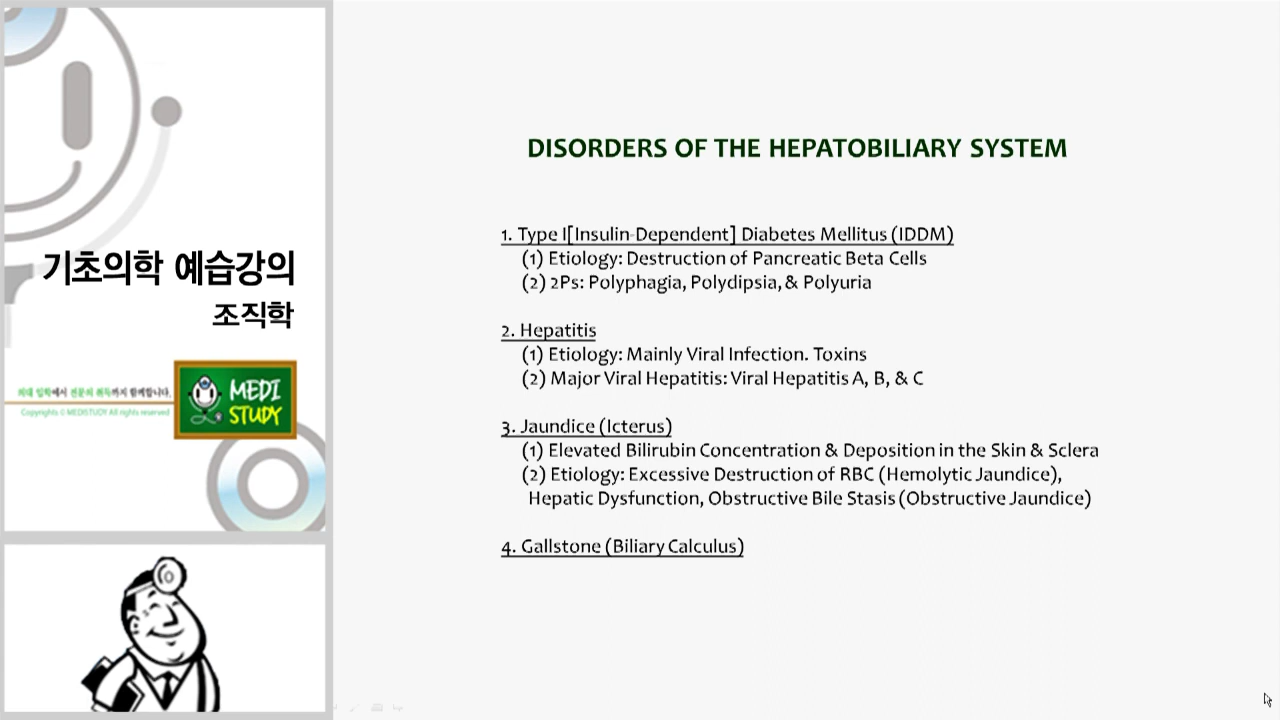 기초의학 예습강의
조직학
의대 입학에서 전문의 취득까지 함께합니다.
Copyrights © MEDISTUDY All rights reserved
MEDI
STUDY
DISORDERS OF THE HEPATOBILIARY SYSTEM
1. Type I[Insulin-Dependent] Diabetes Mellitus (IDDM)
(1) Etiology: Destruction of Pancreatic Beta Cells
(2) 2Ps: Polyphagia, Polydipsia, & Polyuria
2. Hepatitis
(1) Etiology: Mainly Viral Infection. Toxins
(2) Major Viral Hepatitis: Viral Hepatitis A, B, & C
3. Jaundice (Icterus)
(1) Elevated Bilirubin Concentration & Deposition in the Skin & Sclera
(2) Etiology: Excessive Destruction of RBC (Hemolytic Jaundice),
Hepatic Dysfunction, Obstructive Bile Stasis (Obstructive Jaundice)
4. Gallstone (Biliary Calculus)